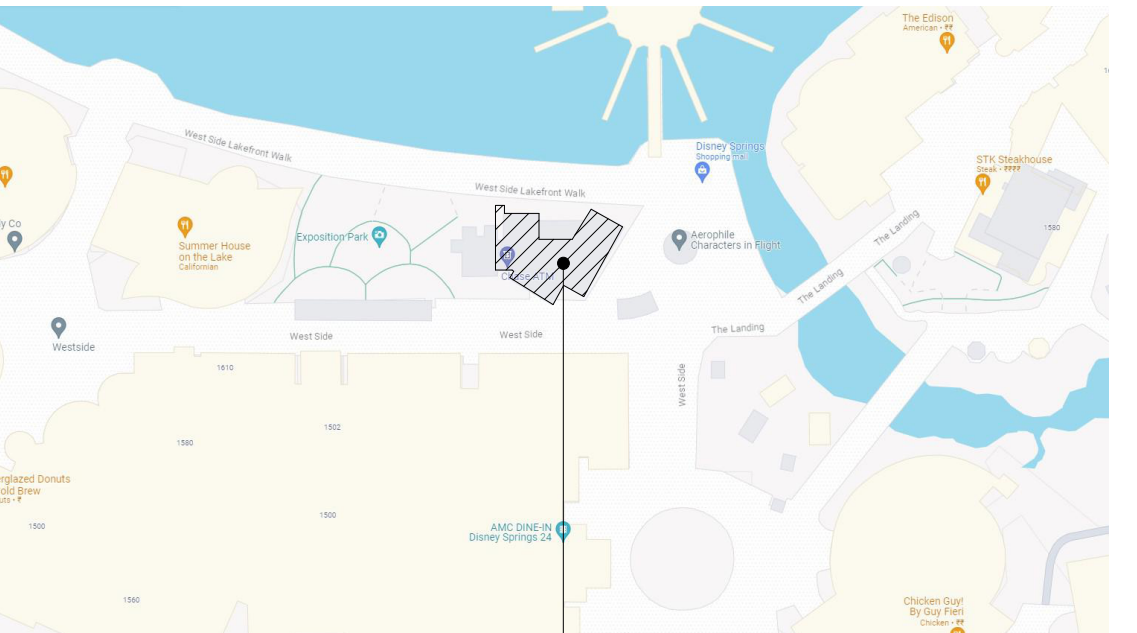 The Edison
American • ₹₹
West Side Lakefront Walk
Disney Springs
Shopping mall
STK Steakhouse
Steak • ₹₹₹₹
West Side Lakefront Walk
Co
Summer House
on the Lake
Californian
Exposition Park
Chase ATM
Aerophile
Characters in Flight
The Landing
1580
The Landing
Westside
West Side
West Side
The Landing
1610
West Side
1502
1580
erglazed Donuts
old Brew
uts • ₹
1500
1500
AMC DINE-IN
Disney Springs 24
1560
Chicken Guy!
By Guy Fieri
Chicken • ₹₹